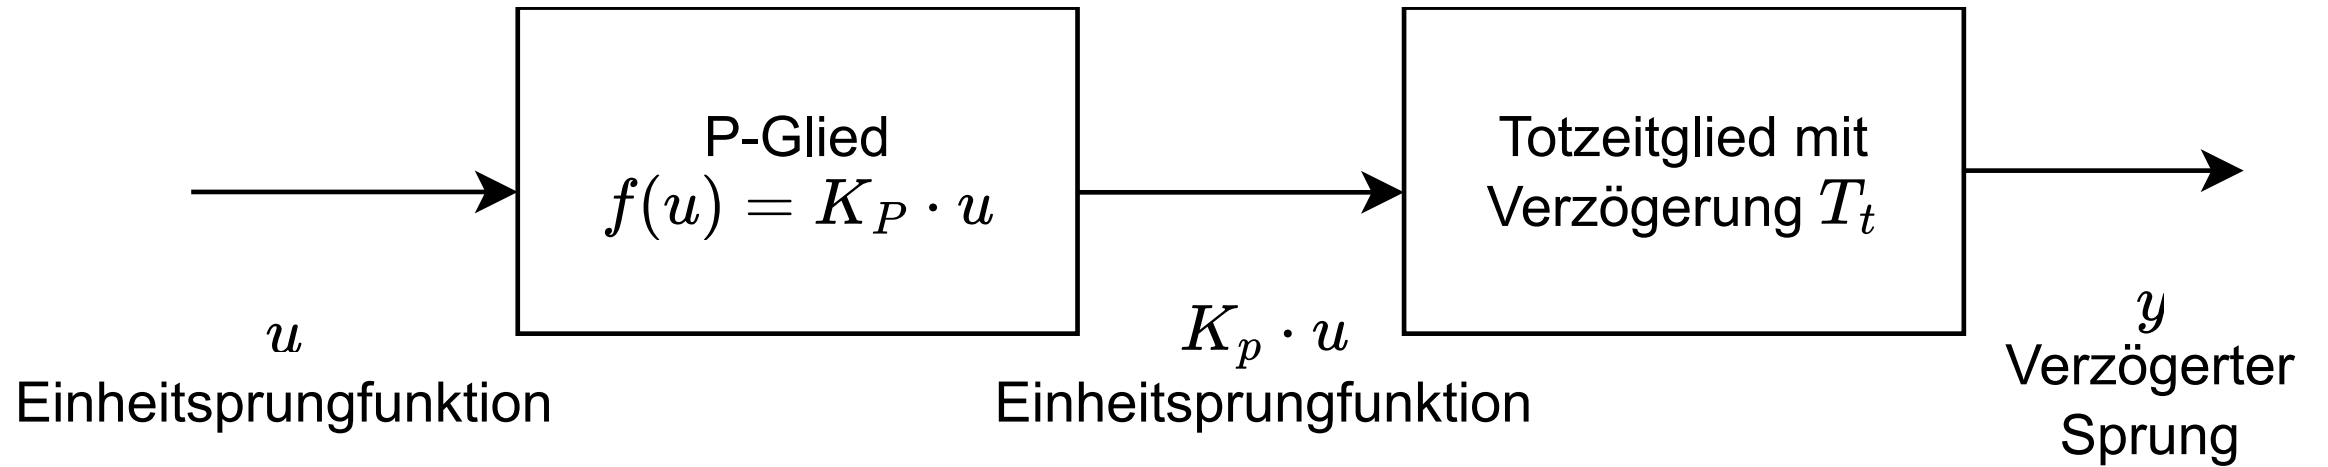 P-Glied
f(u) = K_P · u
Totzeitglied mit
Verzögerung T_t
u
Einheitsprungfunktion
K_p · u
Einheitsprungfunktion
y
Verzögerter
Sprung